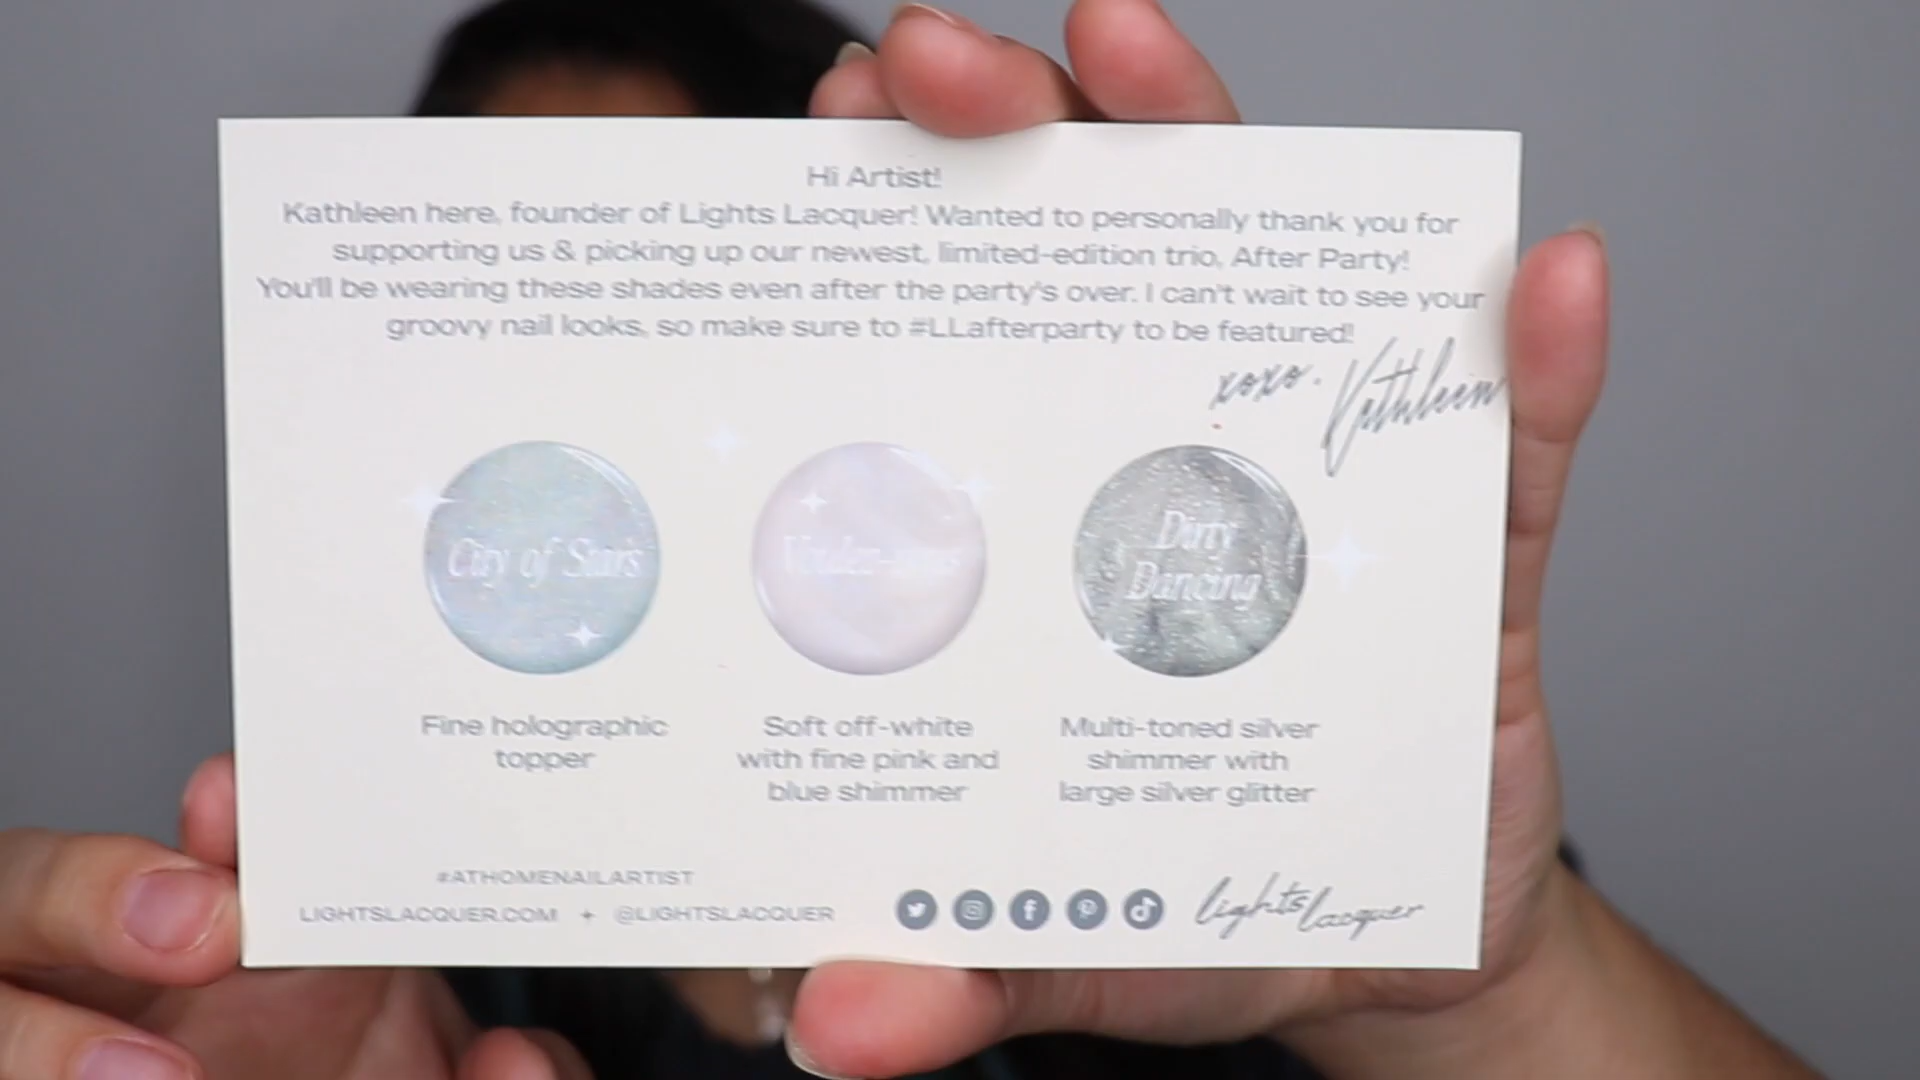 Hi Artist!
Kathleen here, founder of Lights Lacquer! Wanted to personally thank you for
supporting us & picking up our newest, limited-edition trio, After Party!
You'll be wearing these shades even after the party's over. I can't wait to see your
groovy nail looks, so make sure to #LLafterparty to be featured!
xoxo. Kathleen
City of Stars
Dirty
Dancing
Fine holographic
topper
Soft off-white
with fine pink and
blue shimmer
Multi-toned silver
shimmer with
large silver glitter
#ATHOMENAILARTIST
LIGHTSLACQUER.COM + @LIGHTSLACQUER
lights lacquer